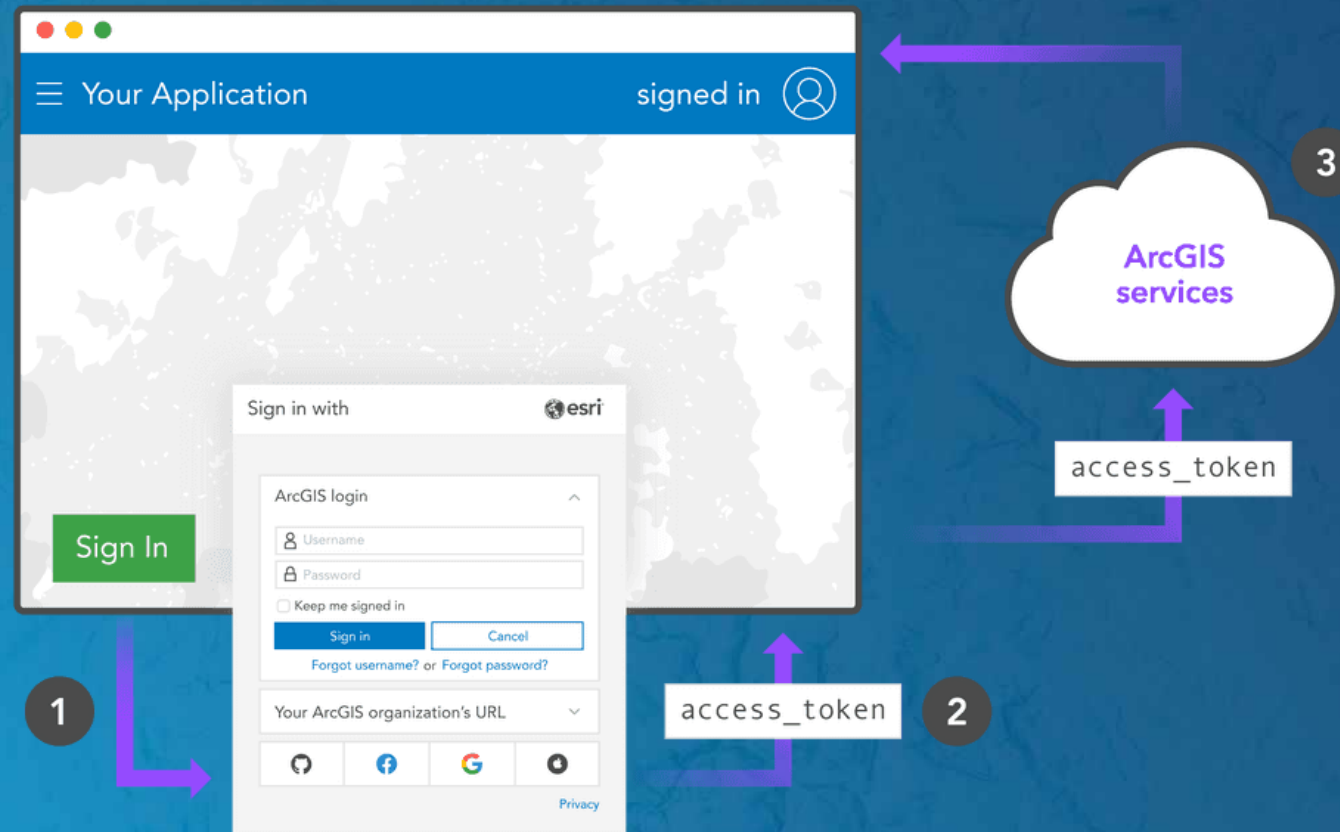 Your Application
signed in
3
ArcGIS
services
Sign in with
esri
access_token
ArcGIS login
Username
Sign In
Password
Keep me signed in
Sign in
Cancel
Forgot username? or Forgot password?
1
Your ArcGIS organization's URL
access_token
2
Privacy